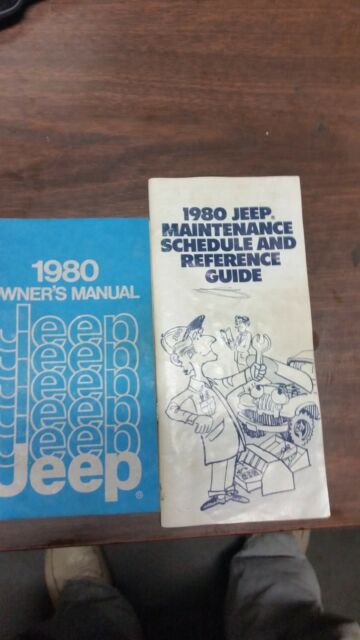 1980
OWNER'S MANUAL
Jeep
Jeep
Jeep
Jeep
Jeep
Jeep®
1980 JEEP®
MAINTENANCE
SCHEDULE AND
REFERENCE
GUIDE